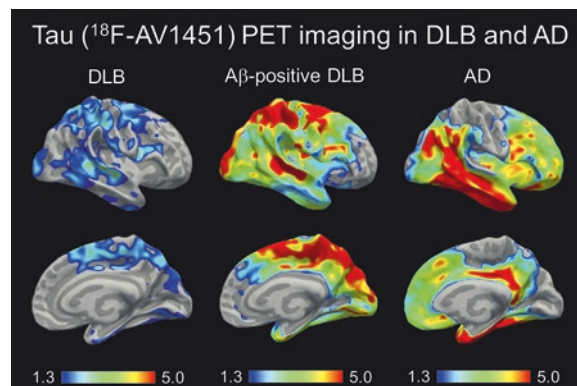 Tau (¹⁸F-AV1451) PET imaging in DLB and AD
DLB Aβ-positive DLB AD
1.3 5.0 1.3 5.0 1.3 5.0